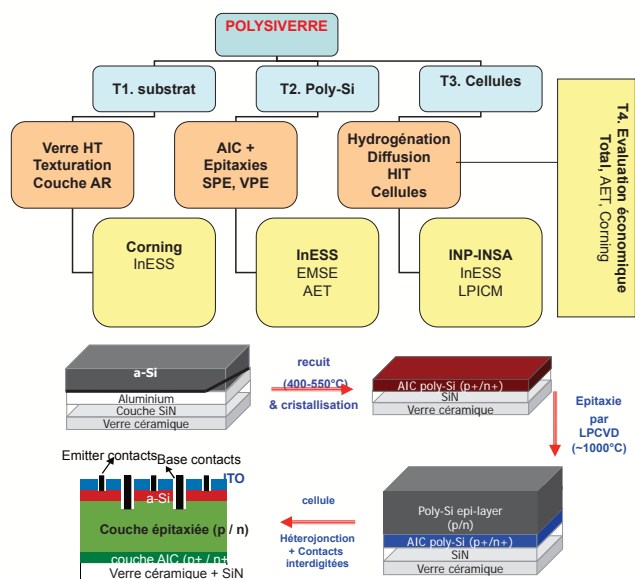 POLYSIVERRE
T1. substrat
T2. Poly-Si
T3. Cellules
T4. Evaluation économique
Total, AET, Corning
Verre HT
Texturation
Couche AR
AIC +
Epitaxies
SPE, VPE
Hydrogénation
Diffusion
HIT
Cellules
Corning
InESS
InESS
EMSE
AET
INP-INSA
InESS
LPICM
a-Si
Aluminium
Couche SiN
Verre céramique
recuit
(400-550°C)
& cristallisation
AIC poly-Si (p+/n+)
SiN
Verre céramique
Epitaxie
par
LPCVD
(~1000°C)
Poly-Si epi-layer
(p/n)
AIC poly-Si (p+/n+)
SiN
Verre céramique
cellule
Héterojonction
+ Contacts
interdigitées
Emitter contacts
Base contacts
ITO
a-Si
Couche épitaxiée (p / n)
couche AIC (p+ / n+
Verre céramique + SiN